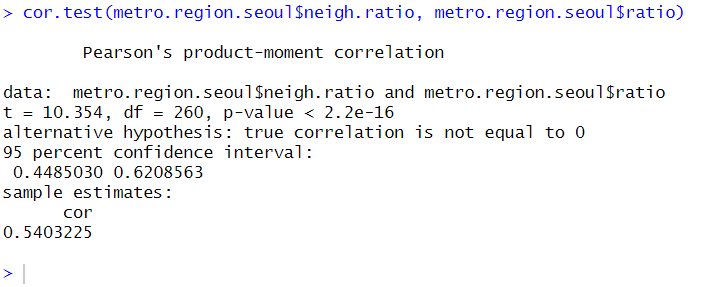 > cor.test(metro.region.seoul$neigh.ratio, metro.region.seoul$ratio)
Pearson's product-moment correlation
data:  metro.region.seoul$neigh.ratio and metro.region.seoul$ratio
t = 10.354, df = 260, p-value < 2.2e-16
alternative hypothesis: true correlation is not equal to 0
95 percent confidence interval:
0.4485030 0.6208563
sample estimates:
cor
0.5403225
>